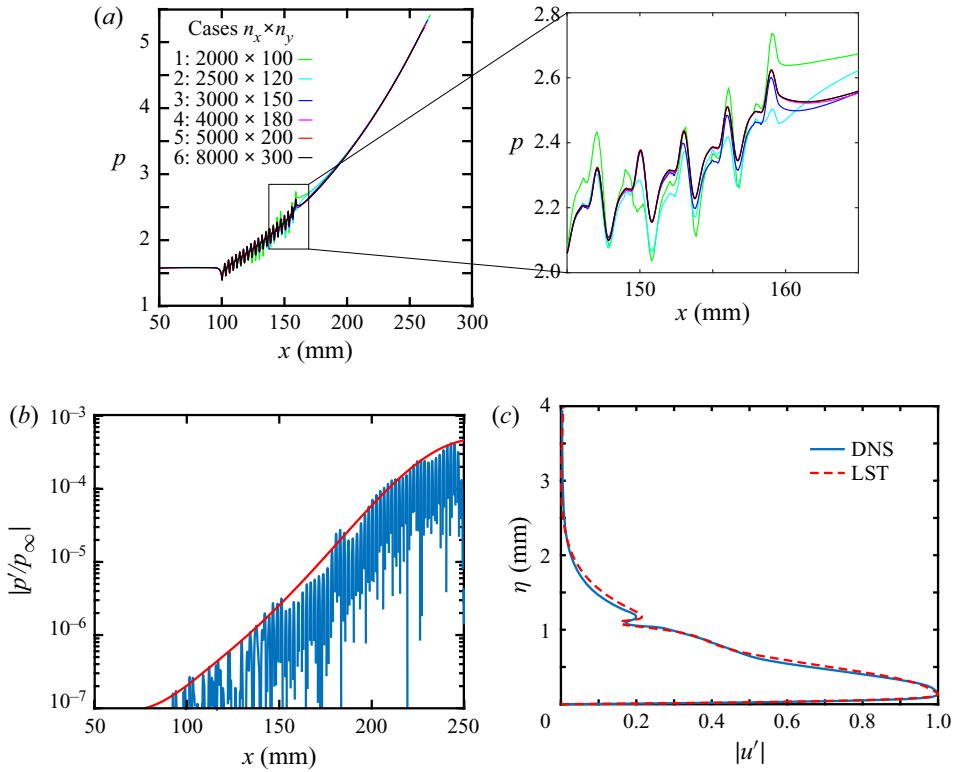 (a)
Cases n_x×n_y
1: 2000 × 100
2: 2500 × 120
3: 3000 × 150
4: 4000 × 180
5: 5000 × 200
6: 8000 × 300
p
5
4
3
2
1
50 100 150 200 250 300
x (mm)
p
2.8
2.6
2.4
2.2
2.0
150 160
x (mm)
(b)
|p′/p∞|
10⁻³
10⁻⁴
10⁻⁵
10⁻⁶
10⁻⁷
50 100 150 200 250
x (mm)
(c)
η (mm)
4
3
2
1
0 0.2 0.4 0.6 0.8 1.0
|u′|
DNS
LST